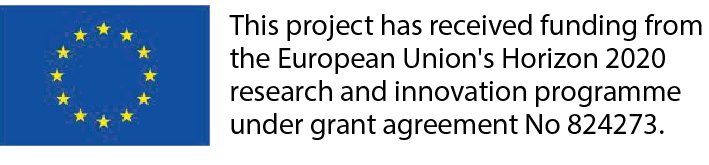 This project has received funding from
the European Union's Horizon 2020
research and innovation programme
under grant agreement No 824273.